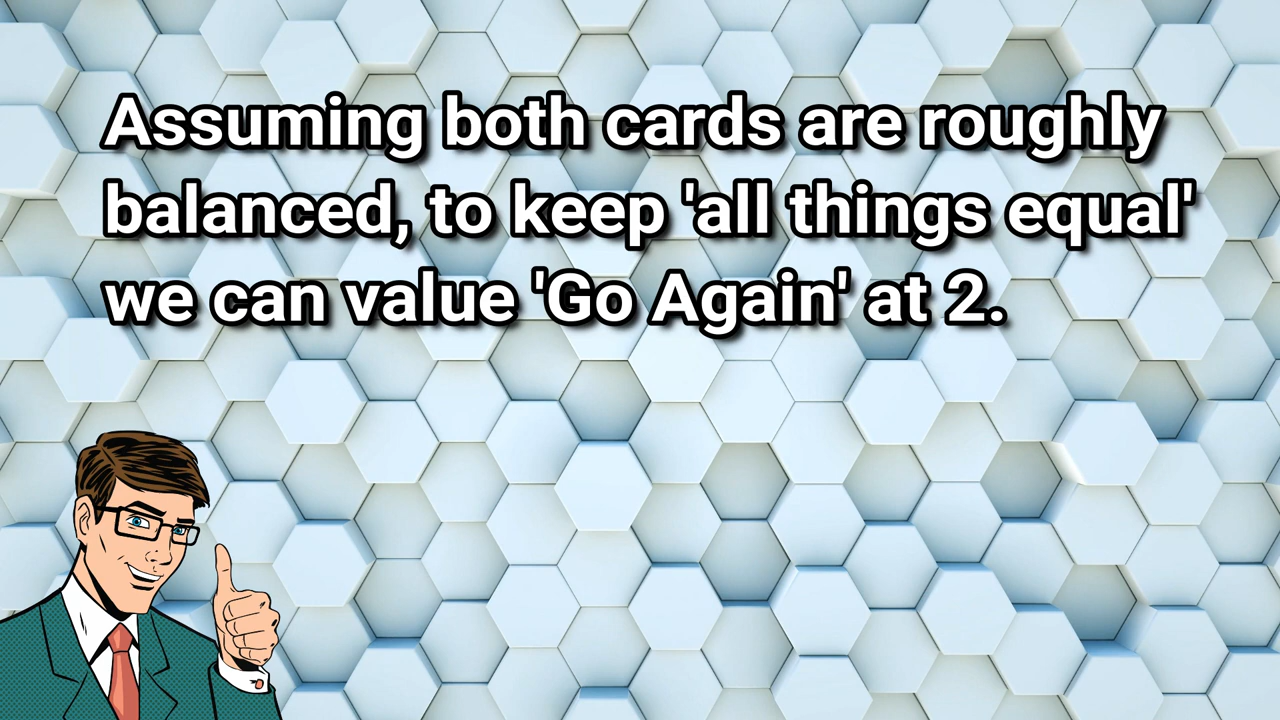 Assuming both cards are roughly
balanced, to keep 'all things equal'
we can value 'Go Again' at 2.